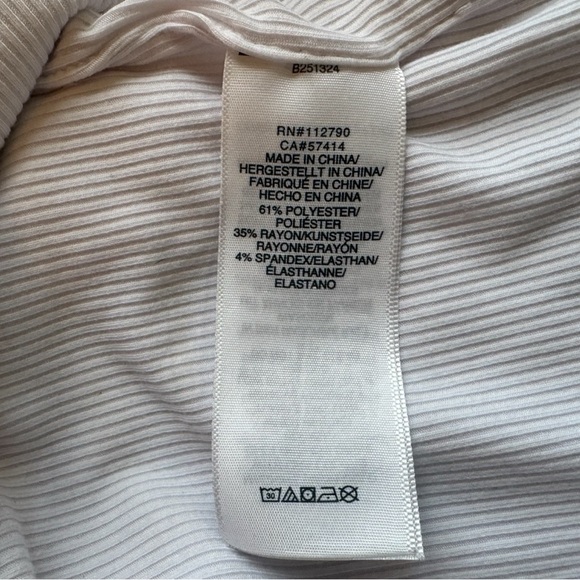 B251324
RN#112790
CA#57414
MADE IN CHINA/
HERGESTELLT IN CHINA/
FABRIQUÉ EN CHINE/
HECHO EN CHINA
61% POLYESTER/
POLIÉSTER
35% RAYON/KUNSTSEIDE/
RAYONNE/RAYÓN
4% SPANDEX/ELASTHAN/
ÉLASTHANNE/
ELASTANO
30